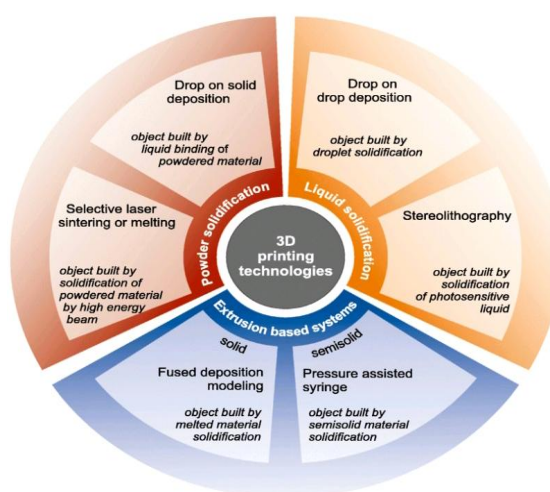 Drop on solid
deposition
object built by
liquid binding of
powdered material
Drop on
drop deposition
object built by
droplet solidification
Selective laser
sintering or melting
object built by
solidification of
powdered material
by high energy
beam
Stereolithography
object built by
solidification
of photosensitive
liquid
Powder solidification
Liquid solidification
3D
printing
technologies
Extrusion based systems
solid
semisolid
Fused deposition
modeling
object built by
melted material
solidification
Pressure assisted
syringe
object built by
semisolid material
solidification